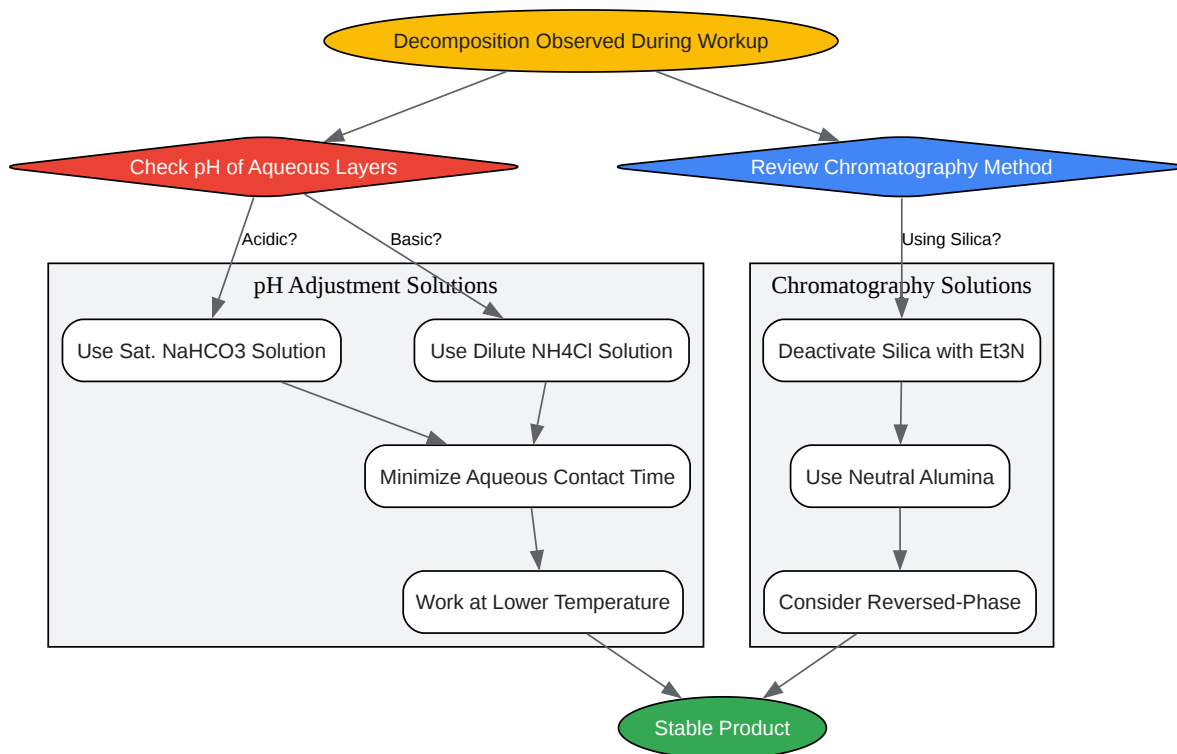 Decomposition Observed During Workup
Check pH of Aqueous Layers
Review Chromatography Method
Acidic?
Basic?
Using Silica?
pH Adjustment Solutions
Chromatography Solutions
Use Sat. NaHCO3 Solution
Use Dilute NH4Cl Solution
Deactivate Silica with Et3N
Minimize Aqueous Contact Time
Use Neutral Alumina
Work at Lower Temperature
Consider Reversed-Phase
Stable Product